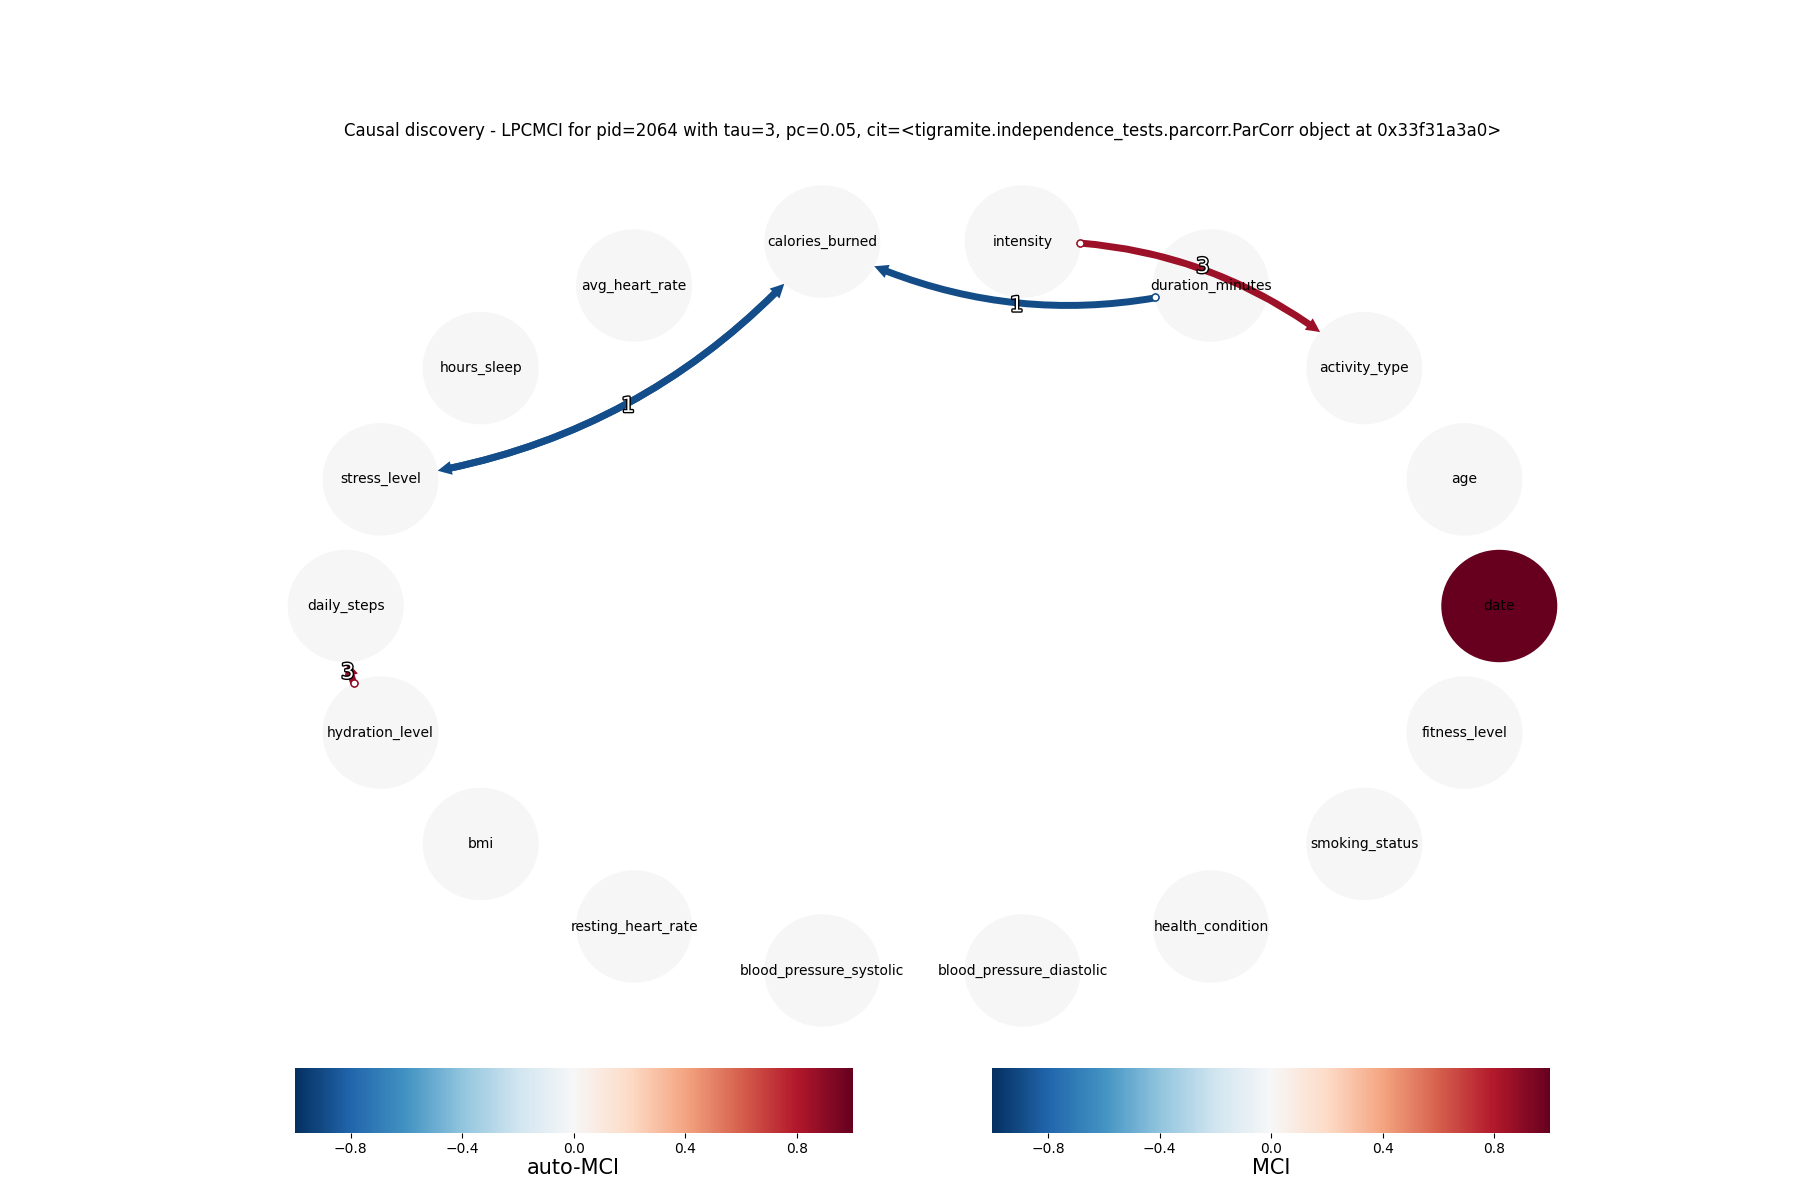 Causal discovery - LPCMCI for pid=2064 with tau=3, pc=0.05, cit=<tigramite.independence_tests.parcorr.ParCorr object at 0x33f31a3a0>
calories_burned
intensity
3
avg_heart_rate
duration_minutes
1
hours_sleep
activity_type
1
stress_level
age
daily_steps
date
3
hydration_level
fitness_level
bmi
smoking_status
resting_heart_rate
health_condition
blood_pressure_systolic
blood_pressure_diastolic
−0.8 −0.4 0.0 0.4 0.8
auto-MCI
−0.8 −0.4 0.0 0.4 0.8
MCI